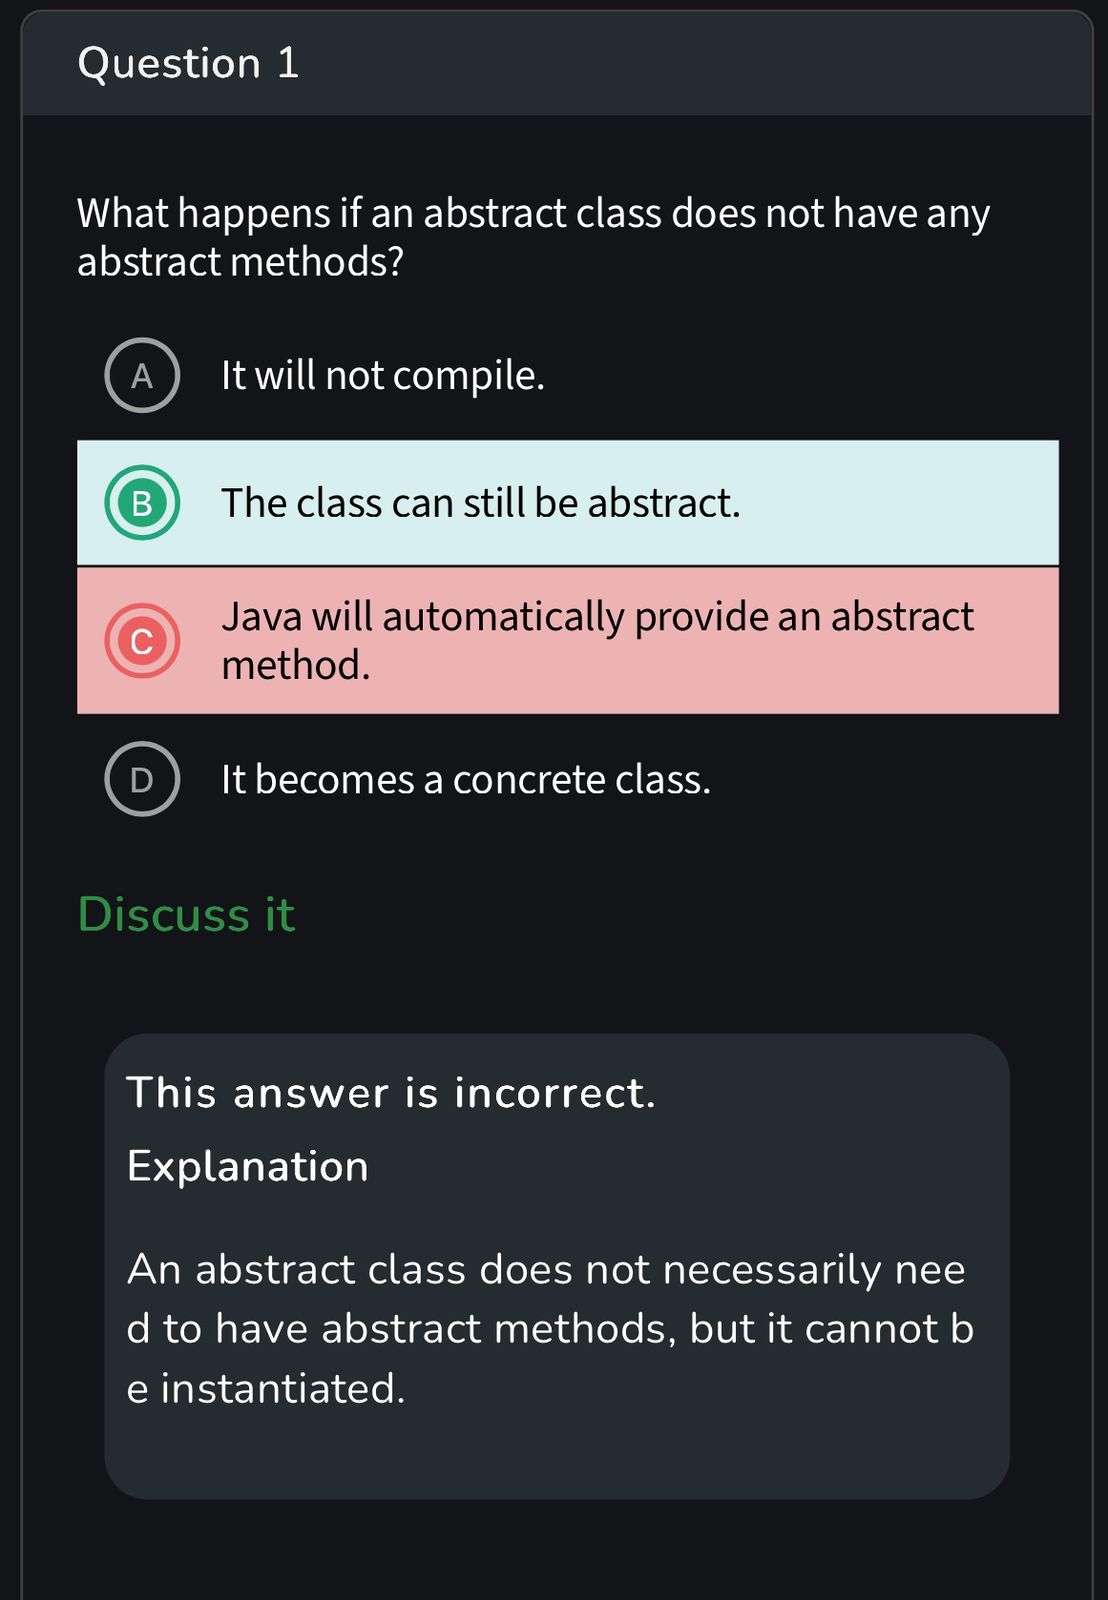 Question 1
What happens if an abstract class does not have any
abstract methods?
A It will not compile.
B The class can still be abstract.
C Java will automatically provide an abstract
method.
D It becomes a concrete class.
Discuss it
This answer is incorrect.
Explanation
An abstract class does not necessarily nee
d to have abstract methods, but it cannot b
e instantiated.